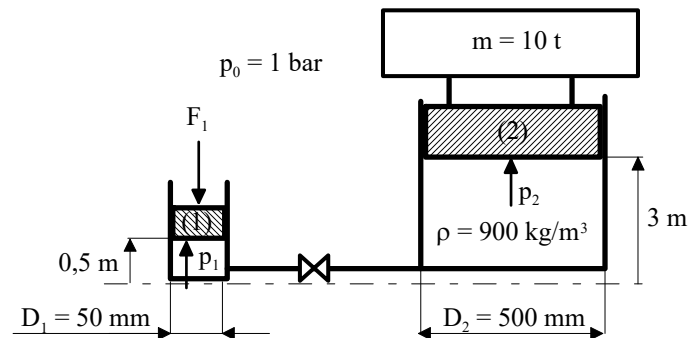 m = 10 t
p₀ = 1 bar
F₁
(2)
p₂
(1)
p₁
ρ = 900 kg/m³
3 m
0,5 m
D₁ = 50 mm
D₂ = 500 mm